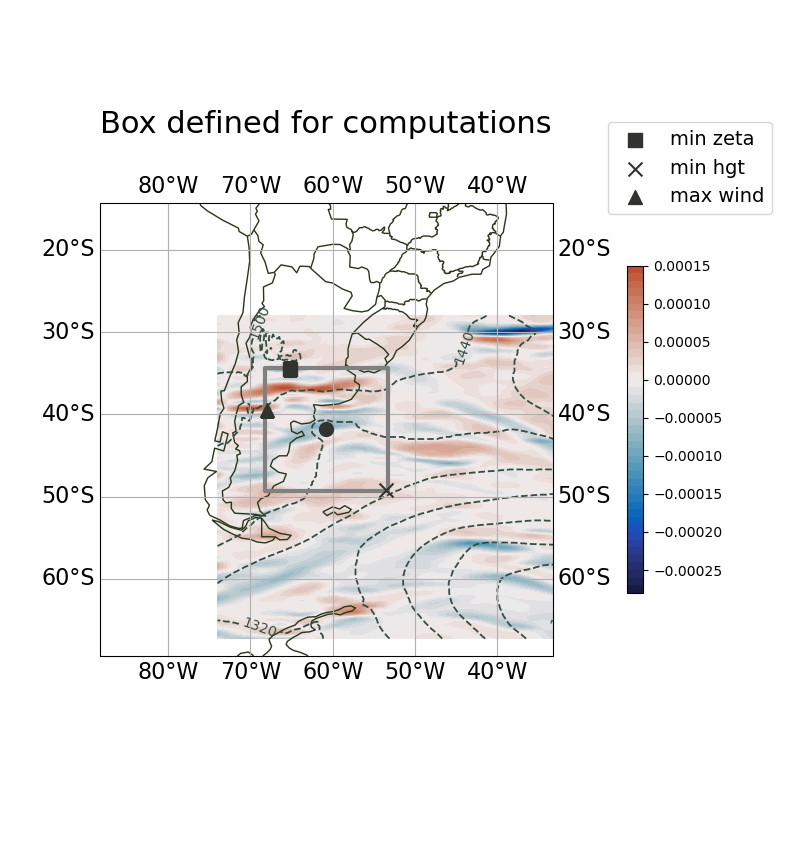 Box defined for computations
min zeta
min hgt
max wind
80°W 70°W 60°W 50°W 40°W
20°S 20°S
30°S 30°S
40°S 40°S
50°S 50°S
60°S 60°S
1500
1440
1320
80°W 70°W 60°W 50°W 40°W
0.00015
0.00010
0.00005
0.00000
−0.00005
−0.00010
−0.00015
−0.00020
−0.00025